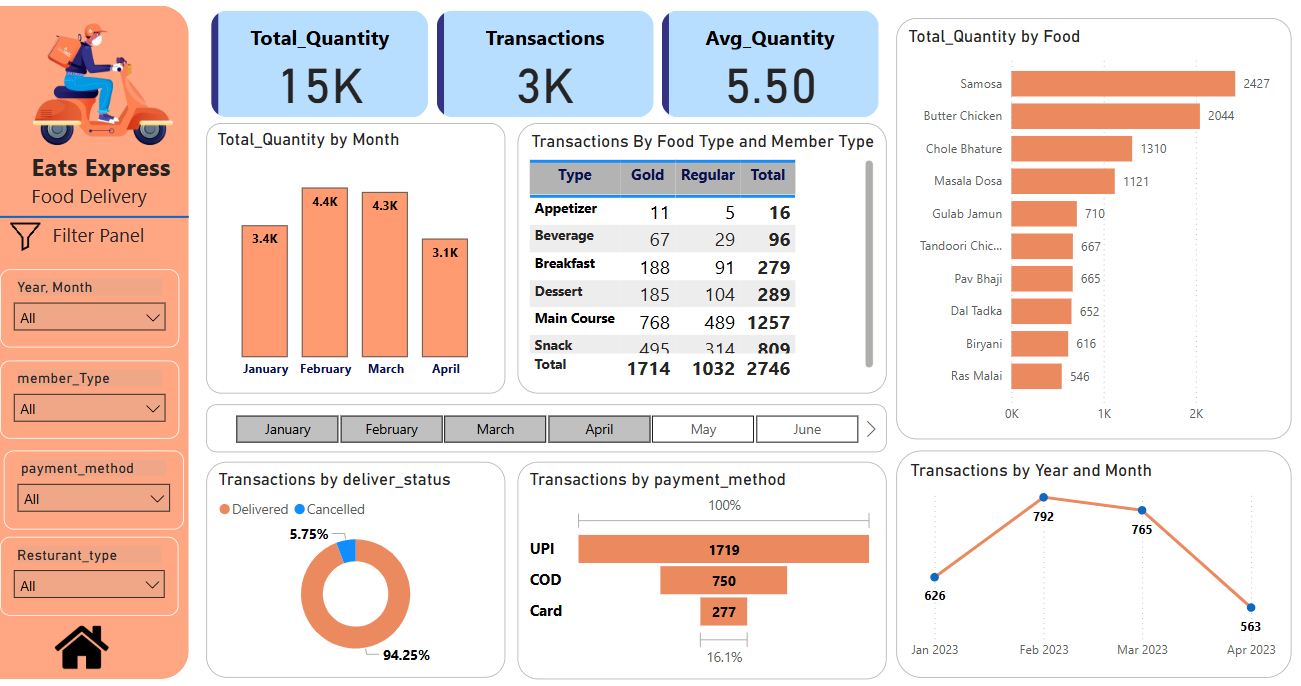 Eats Express
Food Delivery
Filter Panel
Year, Month
All
member_Type
All
payment_method
All
Resturant_type
All
Total_Quantity
15K
Transactions
3K
Avg_Quantity
5.50
Total_Quantity by Month
3.4K
4.4K
4.3K
3.1K
January February March April
Transactions By Food Type and Member Type
Type Gold Regular Total
Appetizer 11 5 16
Beverage 67 29 96
Breakfast 188 91 279
Dessert 185 104 289
Main Course 768 489 1257
Snack 495 314 809
Total 1714 1032 2746
January February March April May June
Transactions by deliver_status
Delivered Cancelled
5.75%
94.25%
Transactions by payment_method
100%
UPI 1719
COD 750
Card 277
16.1%
Total_Quantity by Food
Samosa 2427
Butter Chicken 2044
Chole Bhature 1310
Masala Dosa 1121
Gulab Jamun 710
Tandoori Chic... 667
Pav Bhaji 665
Dal Tadka 652
Biryani 616
Ras Malai 546
0K 1K 2K
Transactions by Year and Month
792
765
626
563
Jan 2023 Feb 2023 Mar 2023 Apr 2023